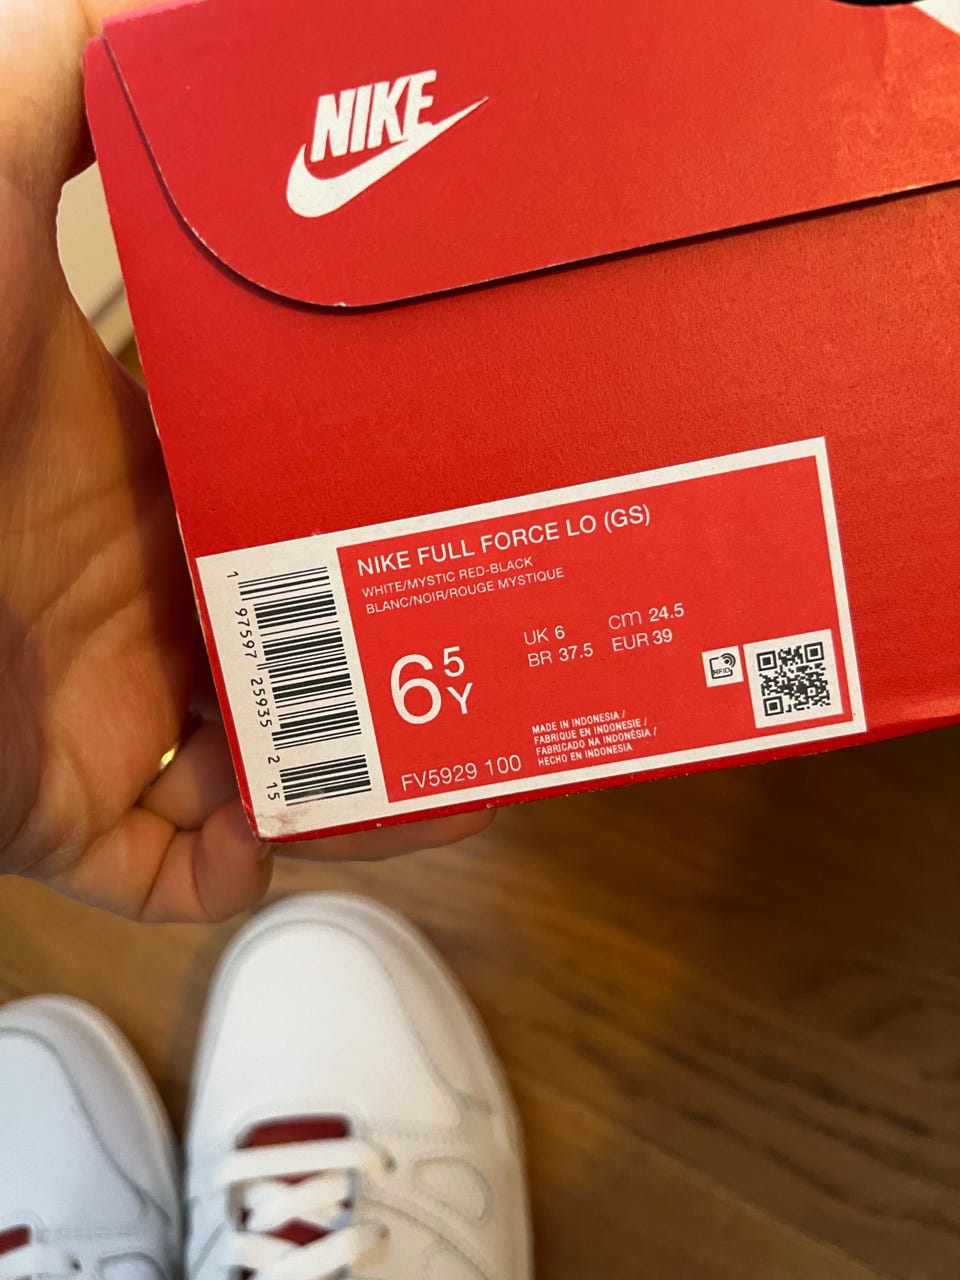 NIKE
NIKE FULL FORCE LO (GS)
WHITE/MYSTIC RED-BLACK
BLANC/NOIR/ROUGE MYSTIQUE
6 5 Y
UK 6 cm 24.5
BR 37.5 EUR 39
RFID
MADE IN INDONESIA /
FABRIQUE EN INDONESIE /
FABRICADO NA INDONÉSIA /
HECHO EN INDONESIA
FV5929 100
1 97597 25935 2 15